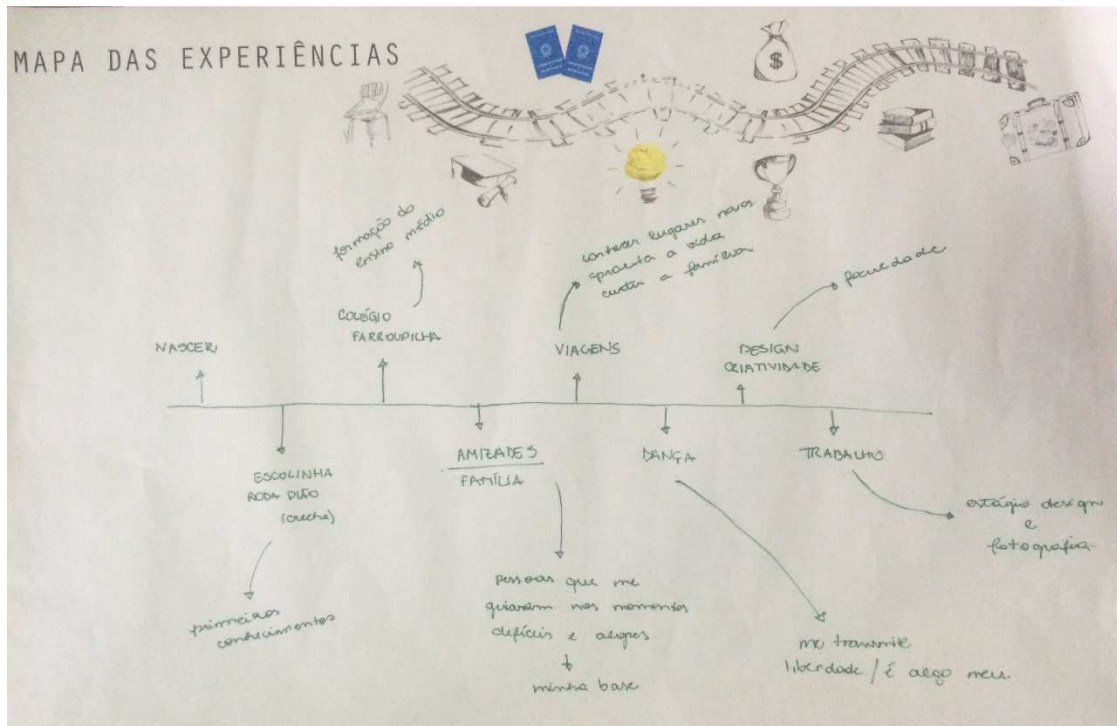 MAPA DAS EXPERIÊNCIAS
$
NASCER
ESCOLINHA
RODA PIÃO
(creche)
primeiros
conhecimentos
COLÉGIO
FARROUPILHA
formação do
ensino médio
AMIZADES
FAMÍLIA
pessoas que me
guiaram nos momentos
difíceis e alegres
minha base
VIAGENS
conhecer lugares novos
a vida
curtir a família
DANÇA
me transmite
liberdade / é algo meu
DESIGN
CRIATIVIDADE
faculdade
TRABALHO
estágio design
e
fotografia